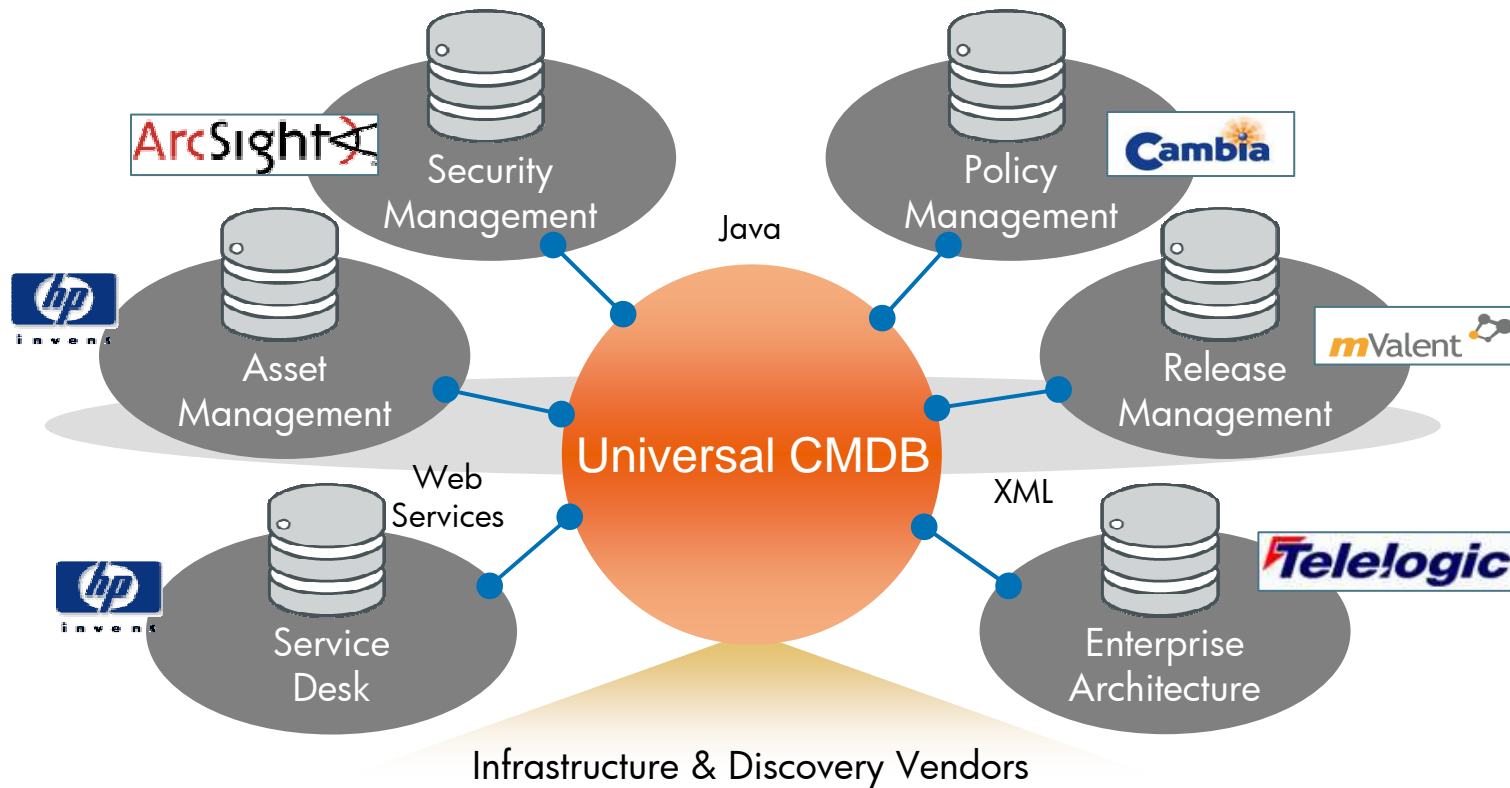 ArcSight
Security
Management
Policy
Management
Cambia
Java
hp
invent
Asset
Management
Release
Management
mValent
Universal CMDB
Web
Services
XML
hp
invent
Service
Desk
Enterprise
Architecture
Telelogic
Infrastructure & Discovery Vendors